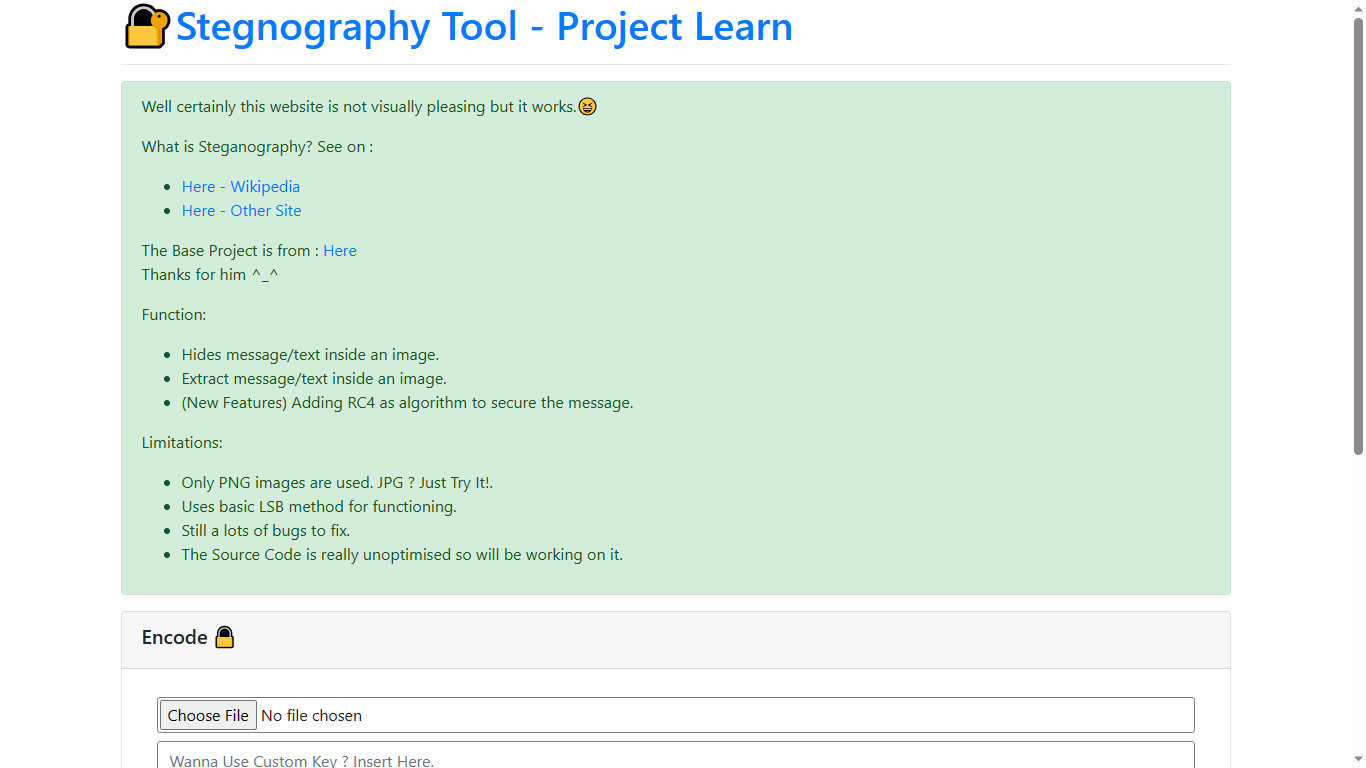 Stegnography Tool - Project Learn
Well certainly this website is not visually pleasing but it works.😆
What is Steganography? See on :
Here - Wikipedia
Here - Other Site
The Base Project is from : Here
Thanks for him ^_^
Function:
Hides message/text inside an image.
Extract message/text inside an image.
(New Features) Adding RC4 as algorithm to secure the message.
Limitations:
Only PNG images are used. JPG ? Just Try It!.
Uses basic LSB method for functioning.
Still a lots of bugs to fix.
The Source Code is really unoptimised so will be working on it.
Encode
Choose File No file chosen
Wanna Use Custom Key ? Insert Here.